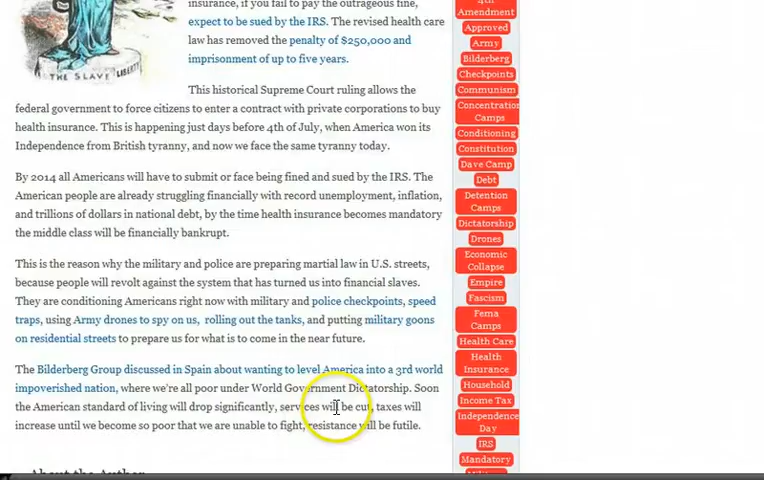 insurance, if you fail to pay the outrageous fine,
expect to be sued by the IRS. The revised health care
law has removed the penalty of $250,000 and
imprisonment of up to five years.
THE SLAVE LIBERTY
This historical Supreme Court ruling allows the
federal government to force citizens to enter a contract with private corporations to buy
health insurance. This is happening just days before 4th of July, when America won its
Independence from British tyranny, and now we face the same tyranny today.
By 2014 all Americans will have to submit or face being fined and sued by the IRS. The
American people are already struggling financially with record unemployment, inflation,
and trillions of dollars in national debt, by the time health insurance becomes mandatory
the middle class will be financially bankrupt.
This is the reason why the military and police are preparing martial law in U.S. streets,
because people will revolt against the system that has turned us into financial slaves.
They are conditioning Americans right now with military and police checkpoints, speed
traps, using Army drones to spy on us, rolling out the tanks, and putting military goons
on residential streets to prepare us for what is to come in the near future.
The Bilderberg Group discussed in Spain about wanting to level America into a 3rd world
impoverished nation, where we're all poor under World Government Dictatorship. Soon
the American standard of living will drop significantly, services will be cut, taxes will
increase until we become so poor that we are unable to fight, resistance will be futile.
About the Author
4th
Amendment
Approved
Army
Bilderberg
Checkpoints
Communism
Concentration
Camps
Conditioning
Constitution
Dave Camp
Debt
Detention
Camps
Dictatorship
Drones
Economic
Collapse
Empire
Fascism
Fema
Camps
Health Care
Health
Insurance
Household
Income Tax
Independence
Day
IRS
Mandatory